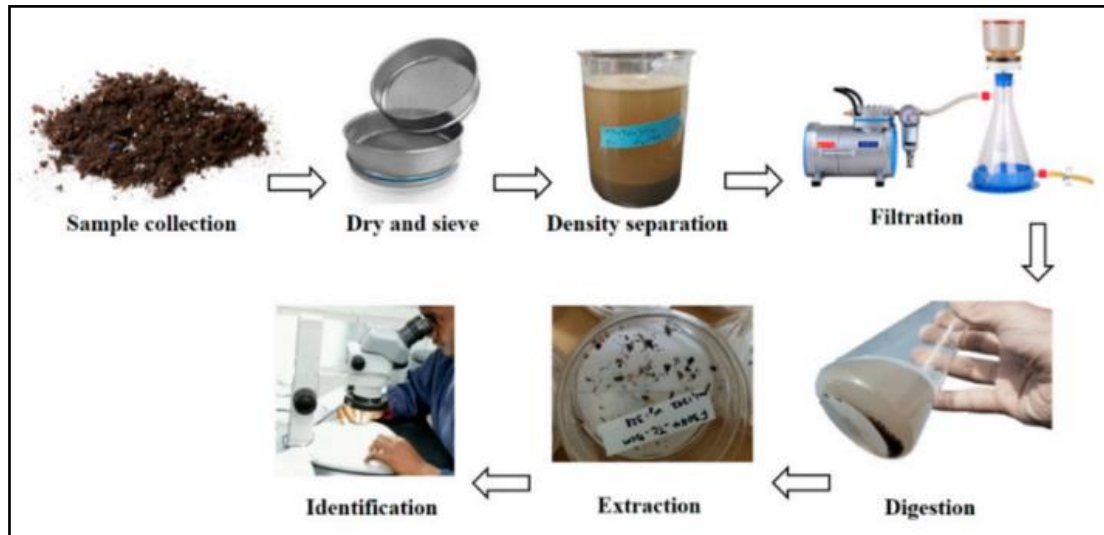 Sample collection
Dry and sieve
Density separation
Filtration
Digestion
Extraction
Identification